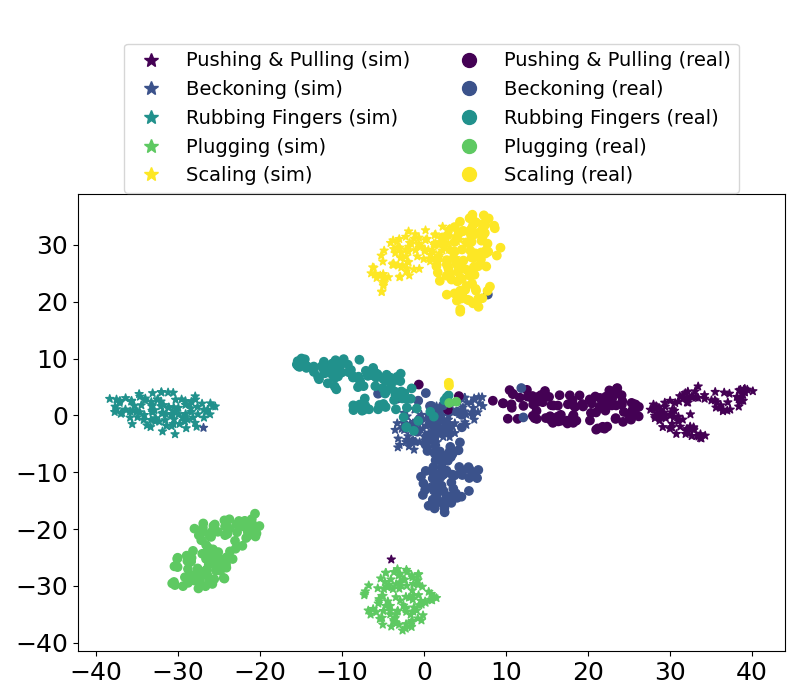 Pushing & Pulling (sim) Pushing & Pulling (real)
Beckoning (sim) Beckoning (real)
Rubbing Fingers (sim) Rubbing Fingers (real)
Plugging (sim) Plugging (real)
Scaling (sim) Scaling (real)
30
20
10
0
−10
−20
−30
−40
−40 −30 −20 −10 0 10 20 30 40